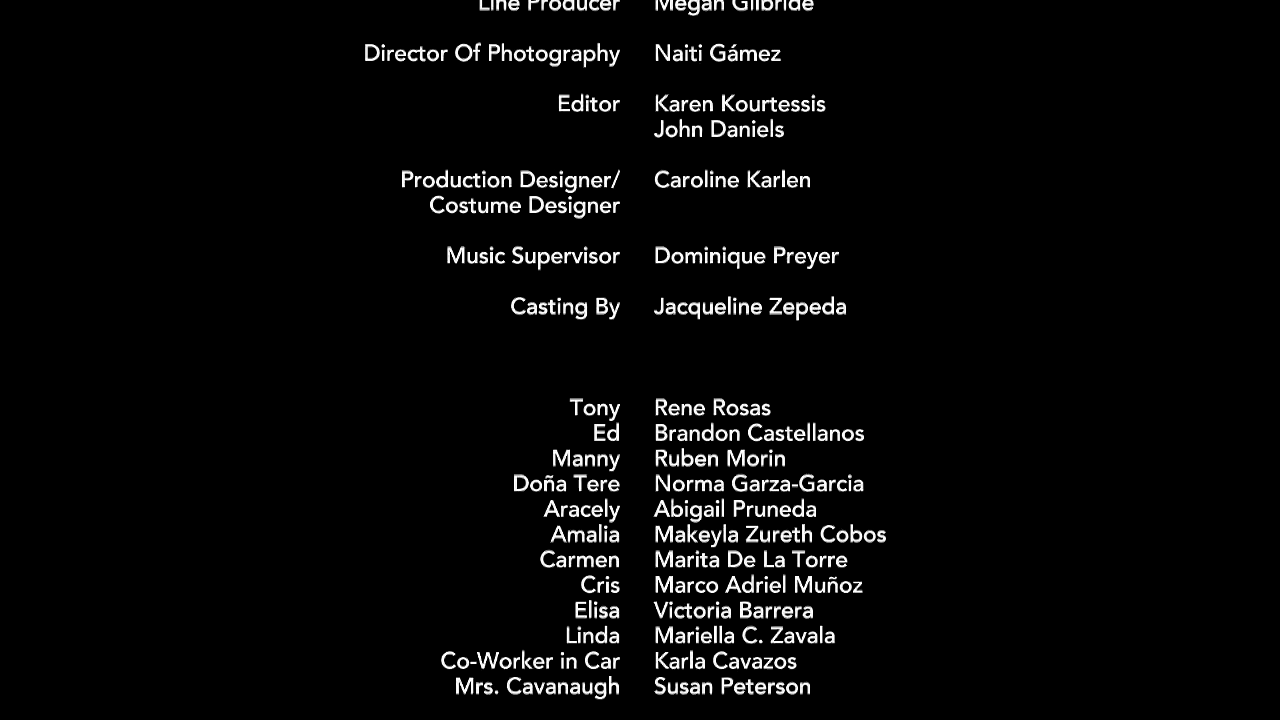 Line Producer Megan Gilbride
Director Of Photography Naiti Gámez
Editor Karen Kourtessis
John Daniels
Production Designer/ Caroline Karlen
Costume Designer
Music Supervisor Dominique Preyer
Casting By Jacqueline Zepeda
Tony Rene Rosas
Ed Brandon Castellanos
Manny Ruben Morin
Doña Tere Norma Garza-Garcia
Aracely Abigail Pruneda
Amalia Makeyla Zureth Cobos
Carmen Marita De La Torre
Cris Marco Adriel Muñoz
Elisa Victoria Barrera
Linda Mariella C. Zavala
Co-Worker in Car Karla Cavazos
Mrs. Cavanaugh Susan Peterson